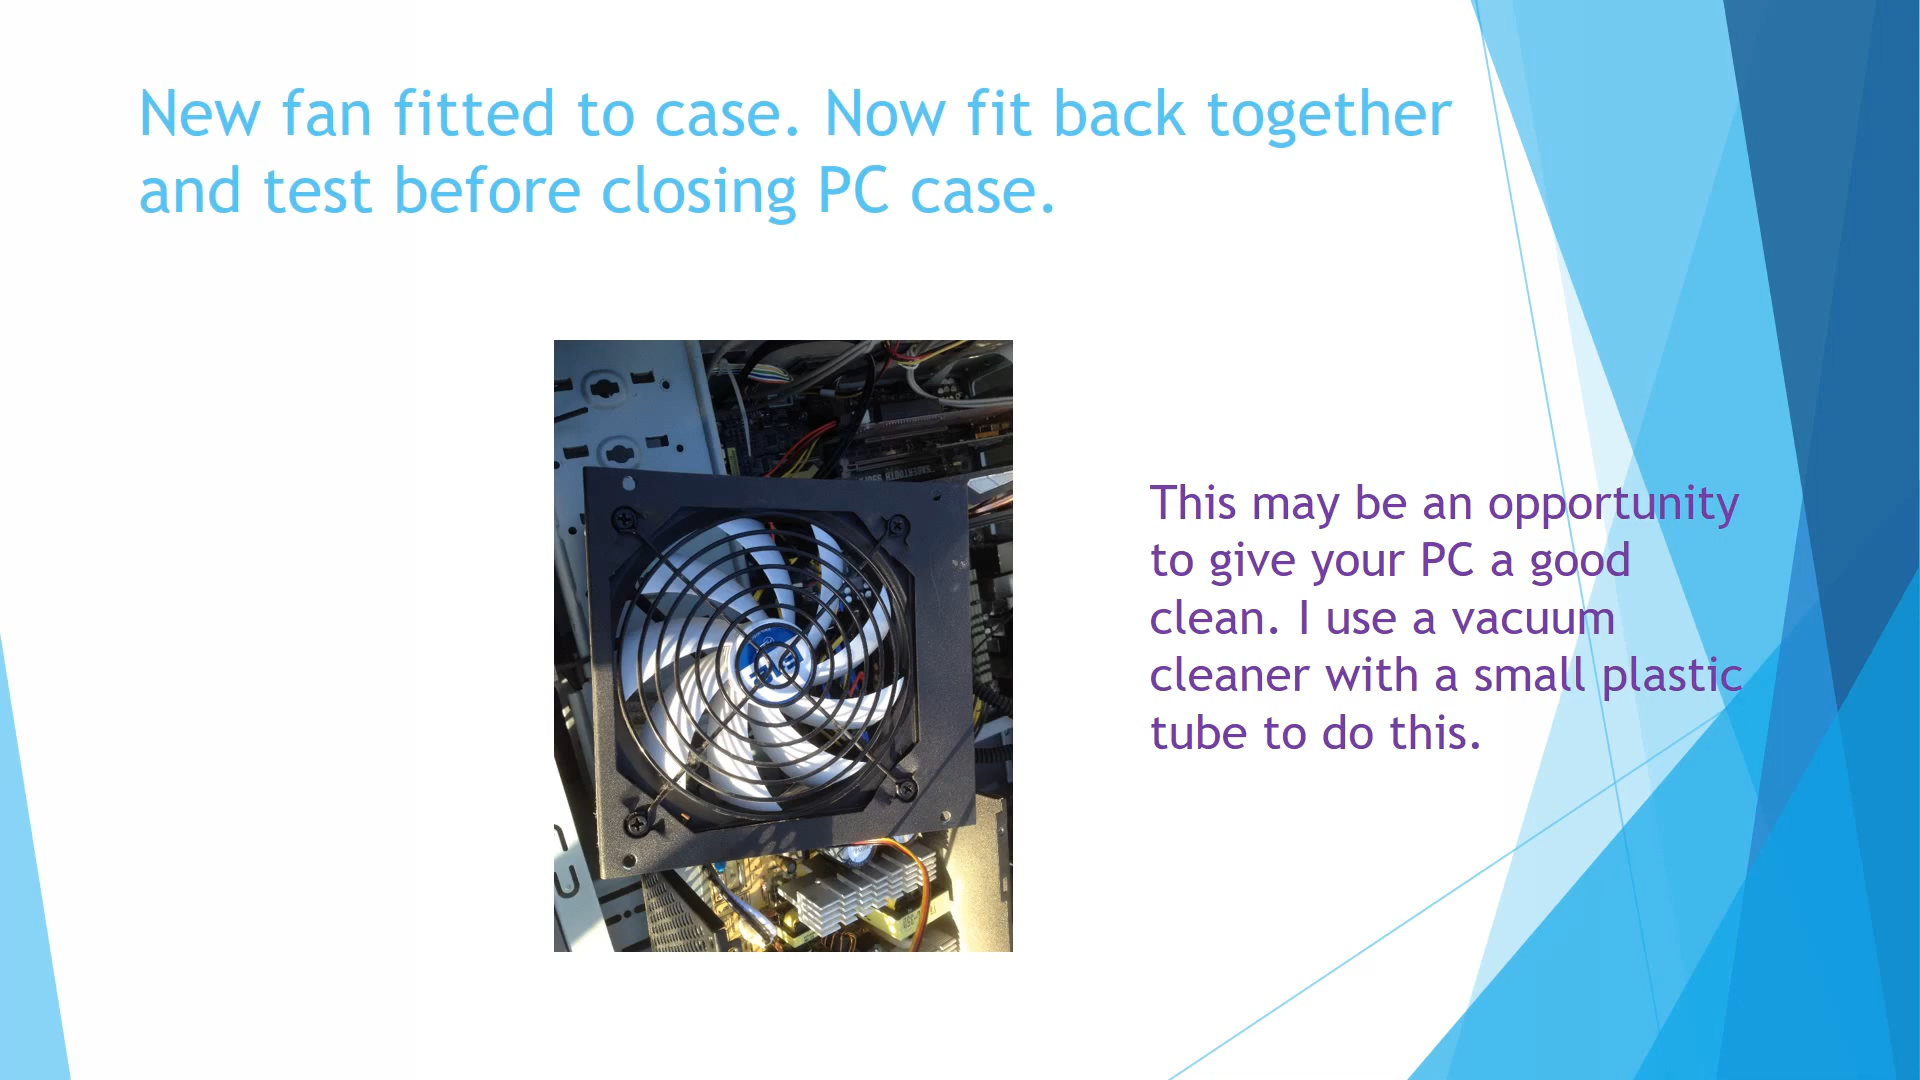 New fan fitted to case. Now fit back together
and test before closing PC case.
This may be an opportunity
to give your PC a good
clean. I use a vacuum
cleaner with a small plastic
tube to do this.